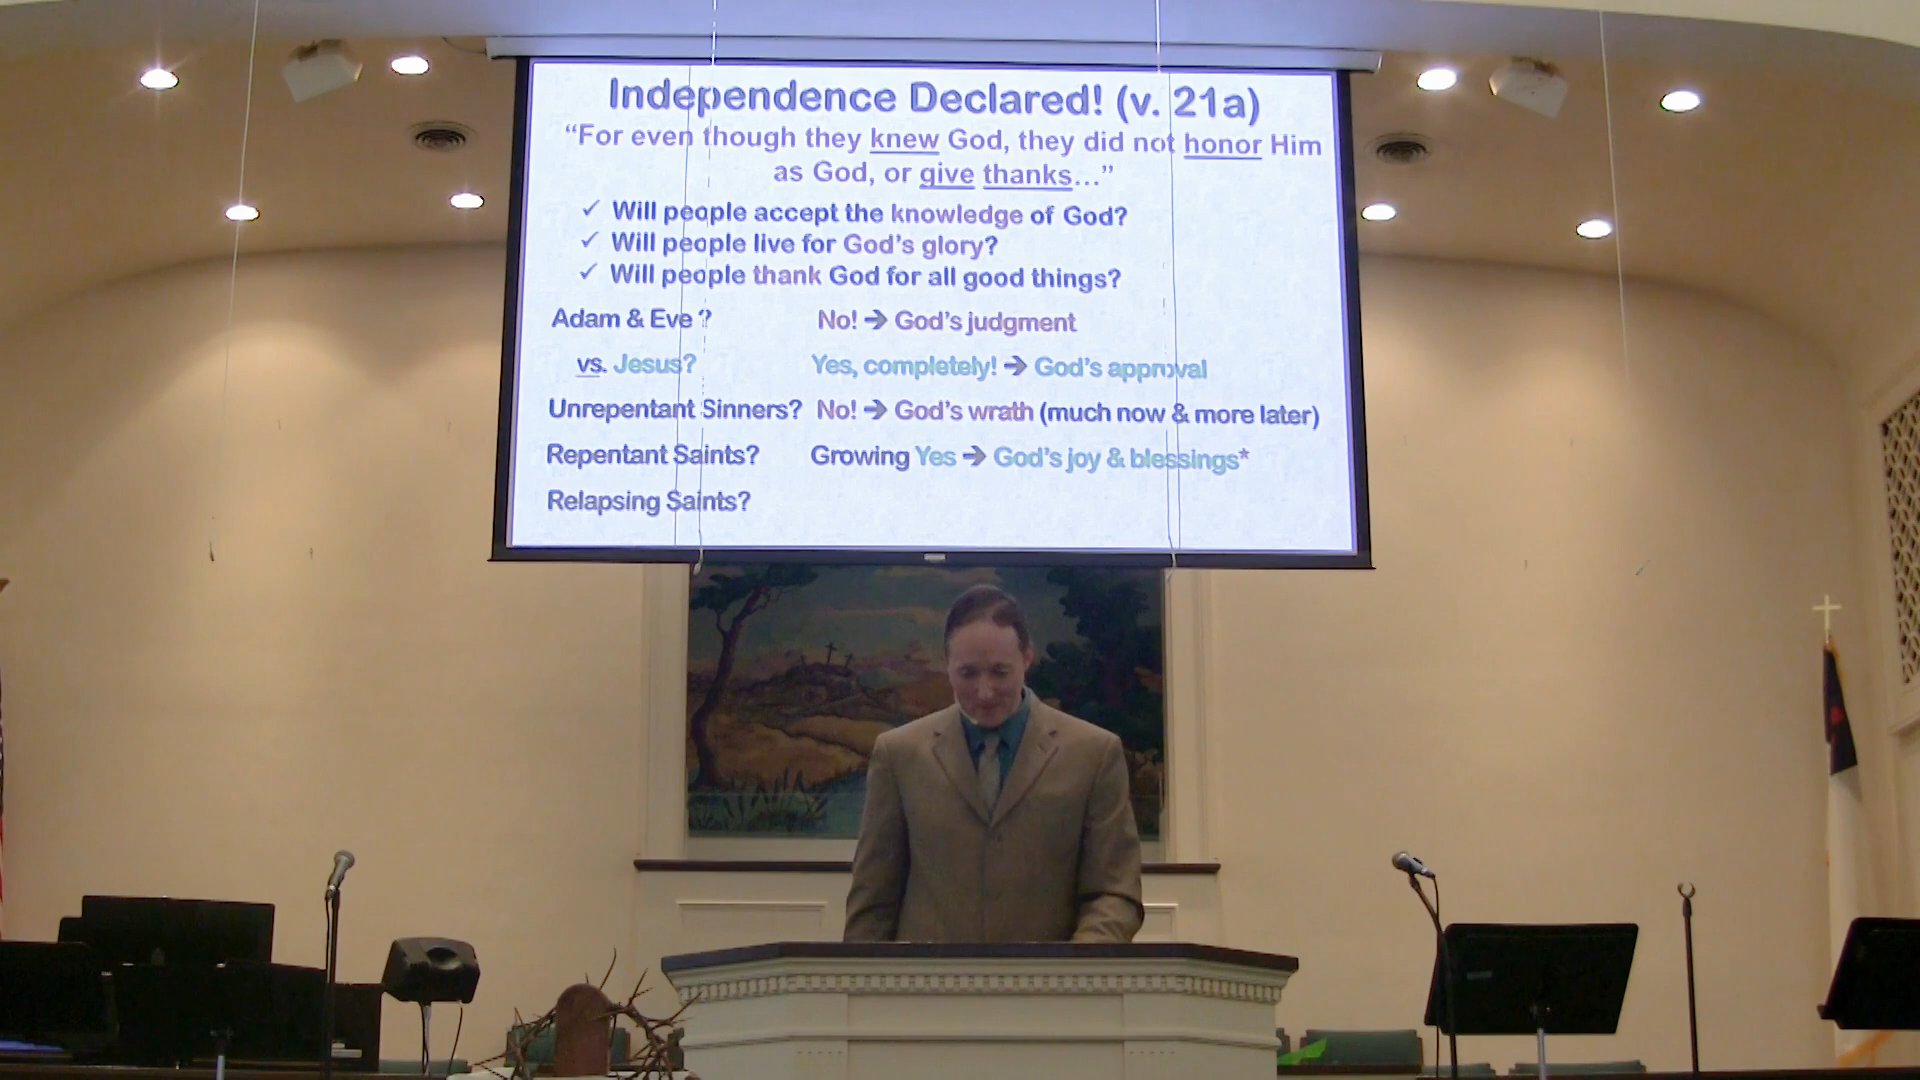 Independence Declared! (v. 21a)
“For even though they knew God, they did not honor Him
as God, or give thanks…”
✓ Will people accept the knowledge of God?
✓ Will people live for God’s glory?
✓ Will people thank God for all good things?
Adam & Eve ? No! ➔ God’s judgment
vs. Jesus? Yes, completely! ➔ God’s approval
Unrepentant Sinners? No! ➔ God’s wrath (much now & more later)
Repentant Saints? Growing Yes ➔ God’s joy & blessings*
Relapsing Saints?